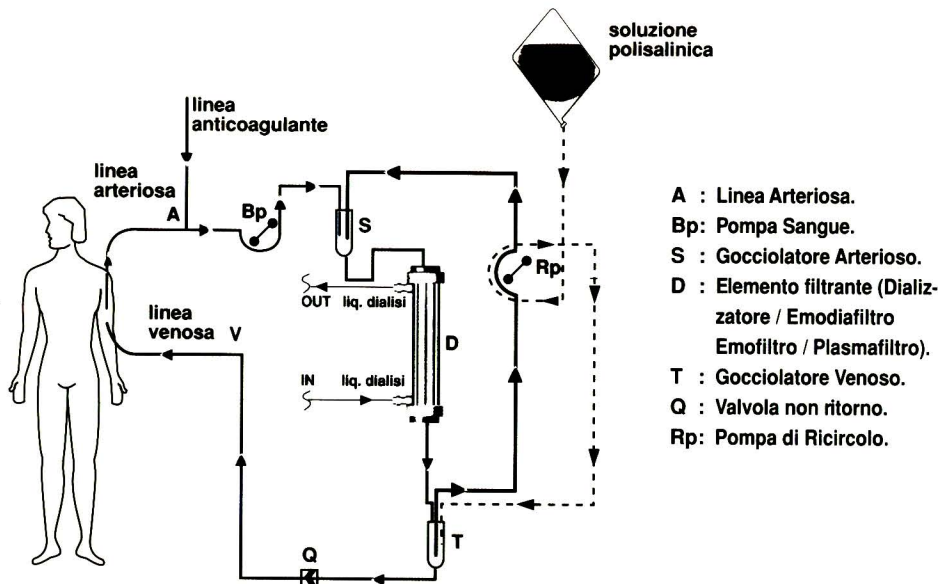 soluzione
polisalinica
linea
anticoagulante
linea
arteriosa
A
Bp
S
Rp
OUT liq. dialisi
linea
venosa V
D
IN liq. dialisi
Q
T
A : Linea Arteriosa.
Bp: Pompa Sangue.
S : Gocciolatore Arterioso.
D : Elemento filtrante (Dializ-
zatore / Emodiafiltro
Emofiltro / Plasmafiltro).
T : Gocciolatore Venoso.
Q : Valvola non ritorno.
Rp: Pompa di Ricircolo.